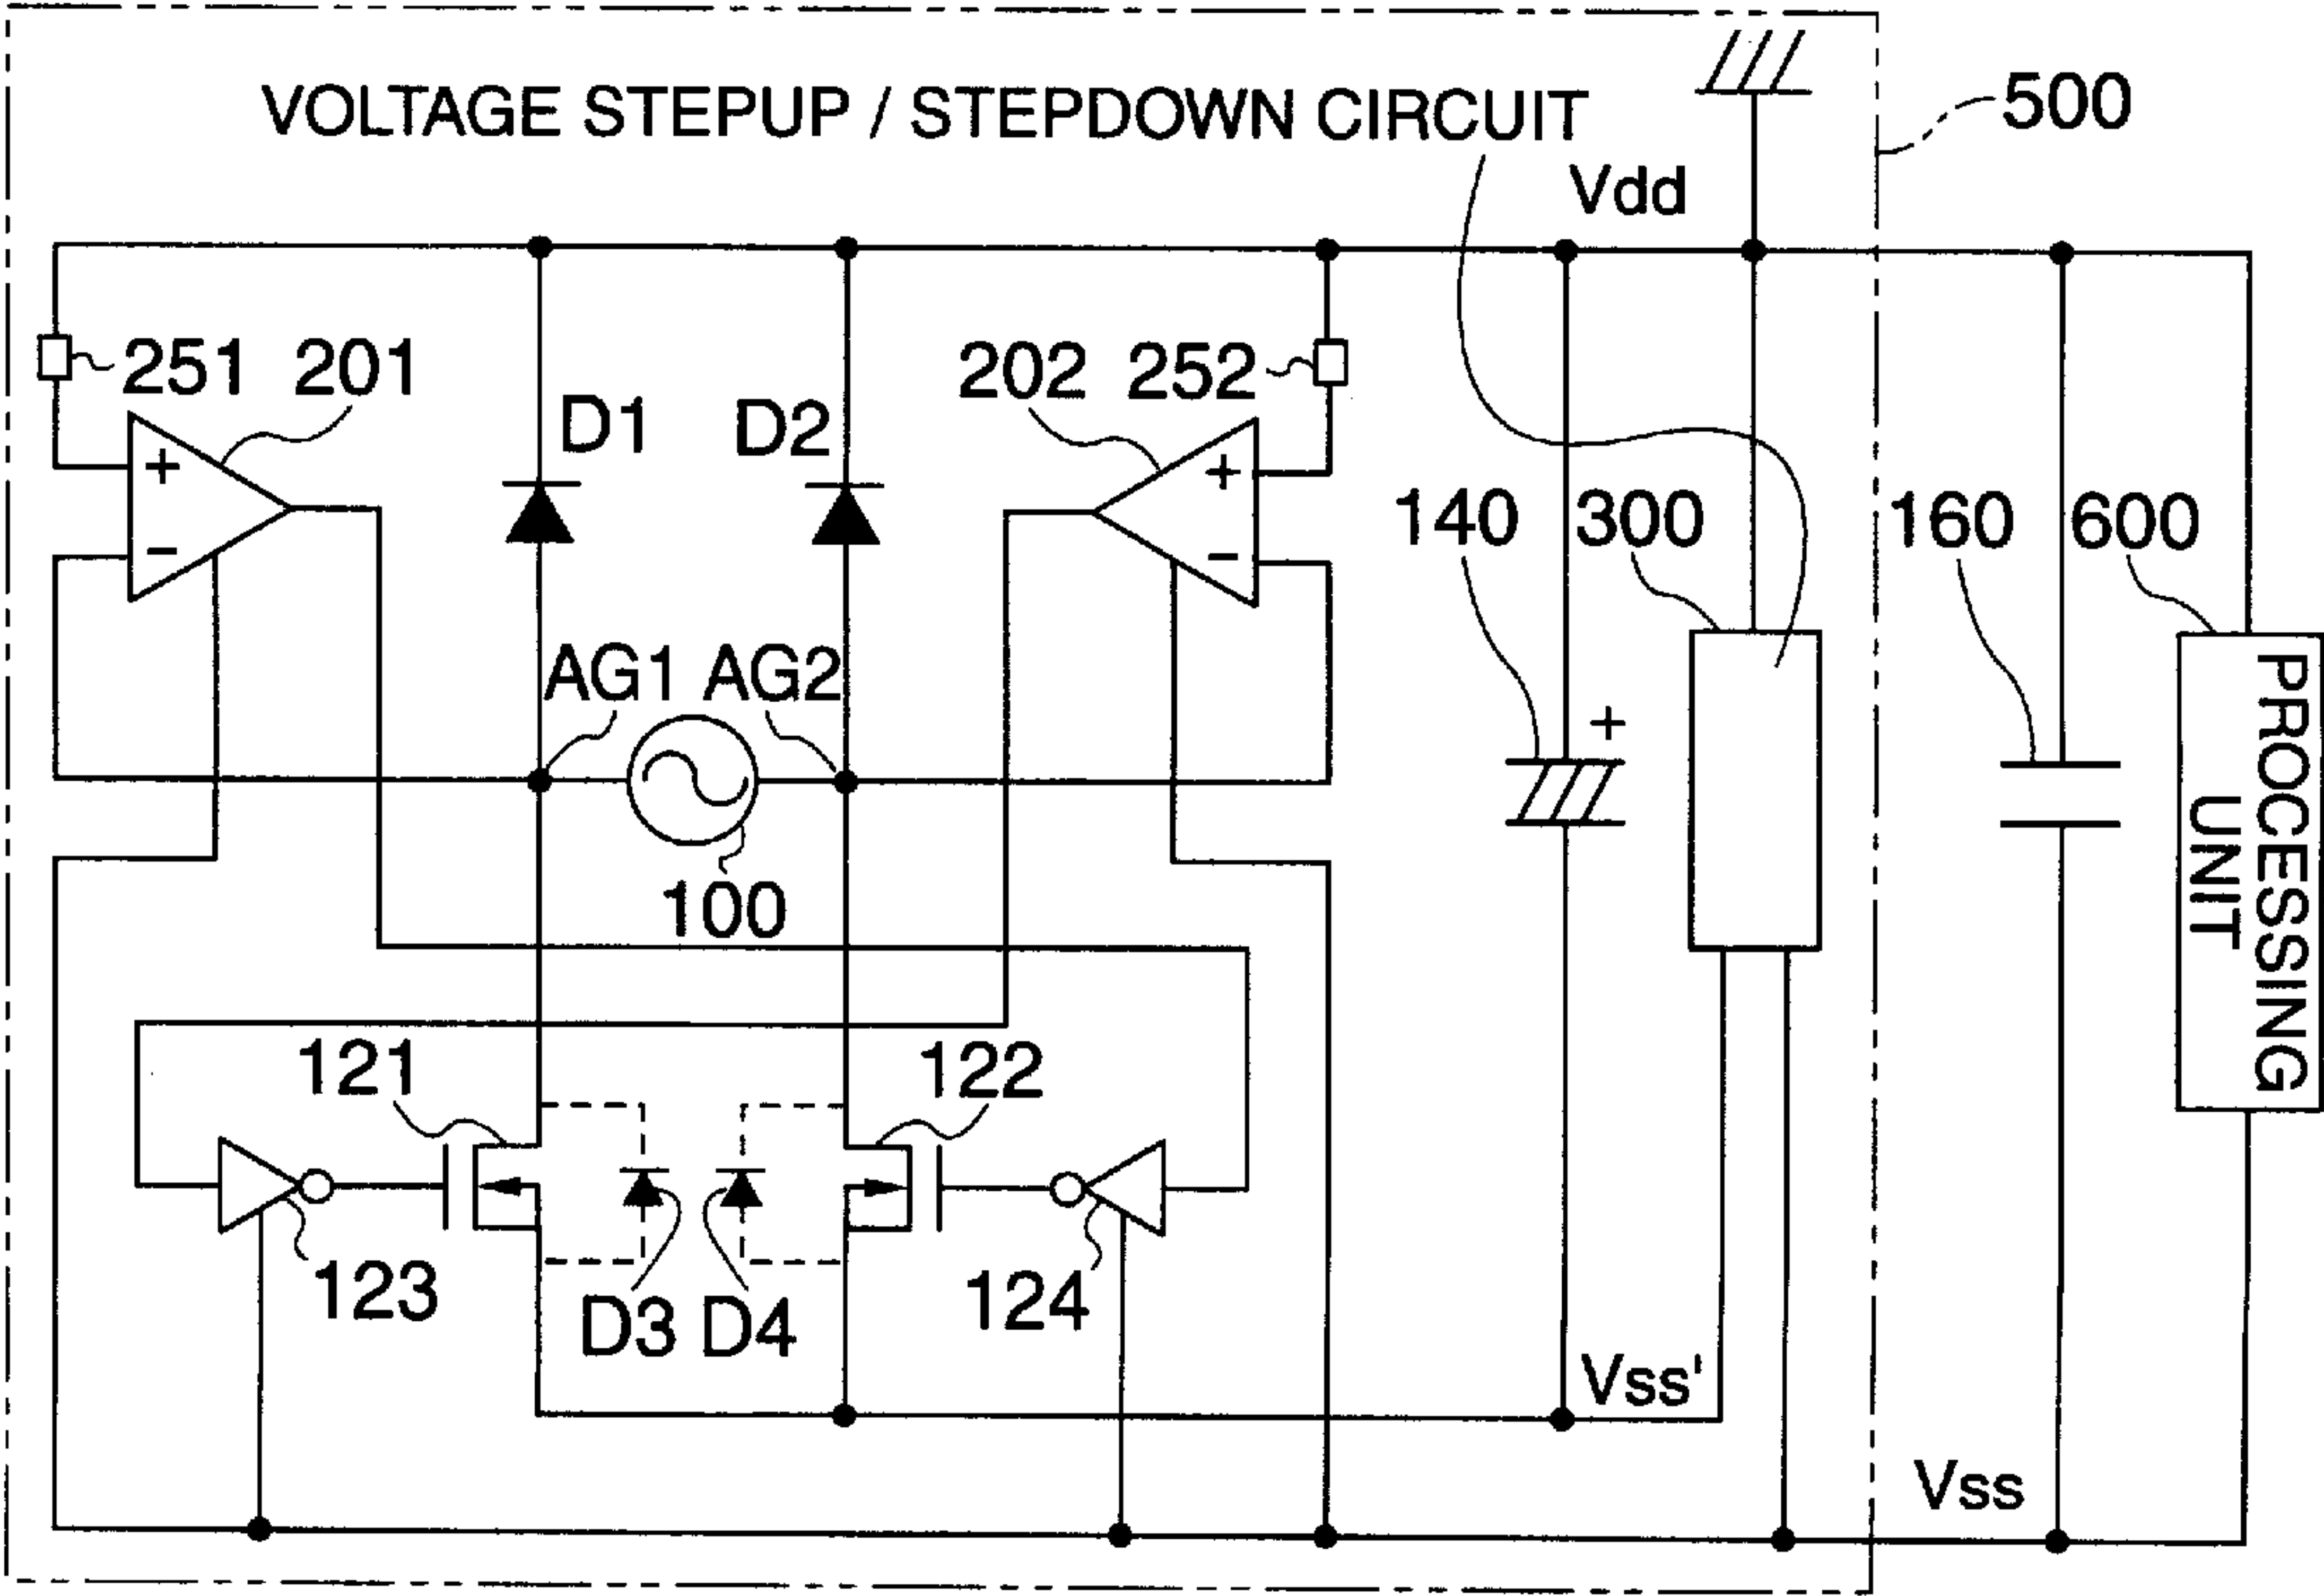 VOLTAGE STEPUP / STEPDOWN CIRCUIT
500
Vdd
251
201
202
252
D1
D2
+
-
+
-
140
300
160
600
AG1
AG2
+
100
PROCESSING
UNIT
121
122
123
D3
D4
124
Vss'
Vss